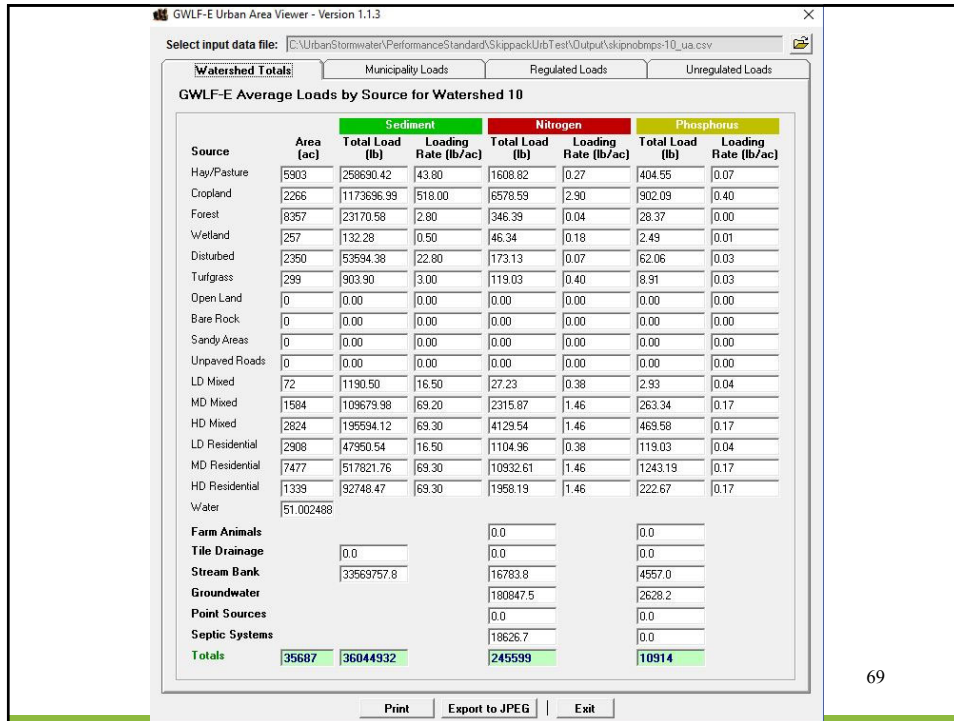 GWLF-E Urban Area Viewer - Version 1.1.3
Select input data file: C:\UrbanStormwater\PerformanceStandard\SkippackUrbTest\Output\skipnobmps-10_ua.csv
Watershed Totals Municipality Loads Regulated Loads Unregulated Loads
GWLF-E Average Loads by Source for Watershed 10
Sediment Nitrogen Phosphorus
Source Area (ac) Total Load (lb) Loading Rate (lb/ac) Total Load (lb) Loading Rate (lb/ac) Total Load (lb) Loading Rate (lb/ac)
Hay/Pasture 5903 258690.42 43.80 1608.82 0.27 404.55 0.07
Cropland 2266 1173696.99 518.00 6578.59 2.90 902.09 0.40
Forest 8357 23170.58 2.80 346.39 0.04 28.37 0.00
Wetland 257 132.28 0.50 46.34 0.18 2.49 0.01
Disturbed 2350 53594.38 22.80 173.13 0.07 62.06 0.03
Turfgrass 299 903.90 3.00 119.03 0.40 8.91 0.03
Open Land 0 0.00 0.00 0.00 0.00 0.00 0.00
Bare Rock 0 0.00 0.00 0.00 0.00 0.00 0.00
Sandy Areas 0 0.00 0.00 0.00 0.00 0.00 0.00
Unpaved Roads 0 0.00 0.00 0.00 0.00 0.00 0.00
LD Mixed 72 1190.50 16.50 27.23 0.38 2.93 0.04
MD Mixed 1584 109679.98 69.20 2315.87 1.46 263.34 0.17
HD Mixed 2824 195594.12 69.30 4129.54 1.46 469.58 0.17
LD Residential 2908 47950.54 16.50 1104.96 0.38 119.03 0.04
MD Residential 7477 517821.76 69.30 10932.61 1.46 1243.19 0.17
HD Residential 1339 92748.47 69.30 1958.19 1.46 222.67 0.17
Water 51.002488
Farm Animals 0.0 0.0
Tile Drainage 0.0 0.0 0.0
Stream Bank 33569757.8 16783.8 4557.0
Groundwater 180847.5 2628.2
Point Sources 0.0 0.0
Septic Systems 18626.7 0.0
Totals 35687 36044932 245599 10914
69
Print Export to JPEG | Exit